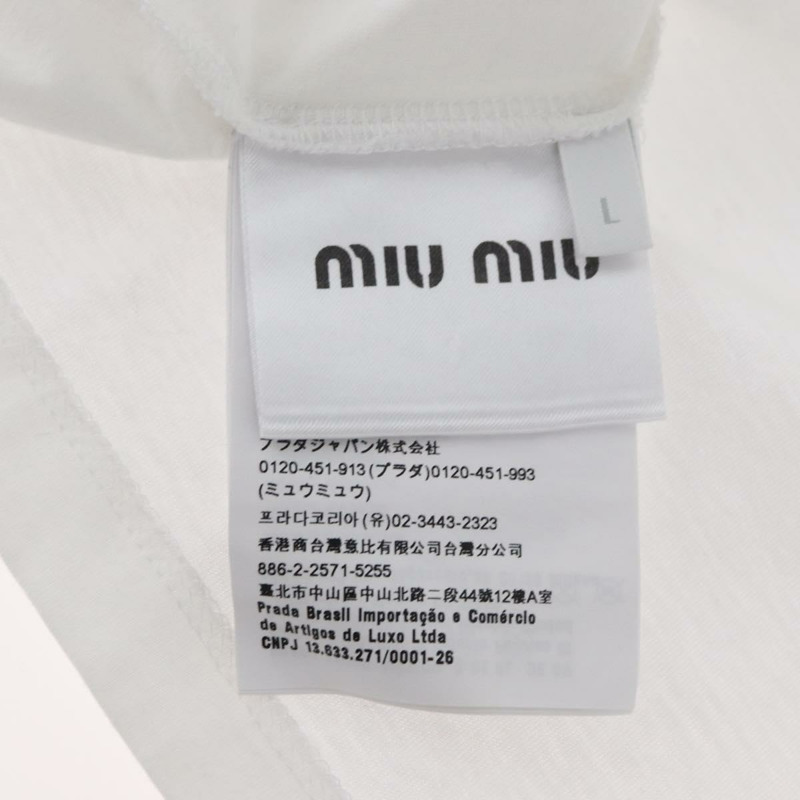 L
miu miu
プラダジャパン株式会社
0120-451-913(プラダ)0120-451-993
(ミュウミュウ)
프라다코리아(유)02-3443-2323
香港商台灣意比有限公司台灣分公司
886-2-2571-5255
臺北市中山區中山北路二段44號12樓A室
Prada Brasil Importação e Comércio
de Artigos de Luxo Ltda
CNPJ 13.633.271/0001-26